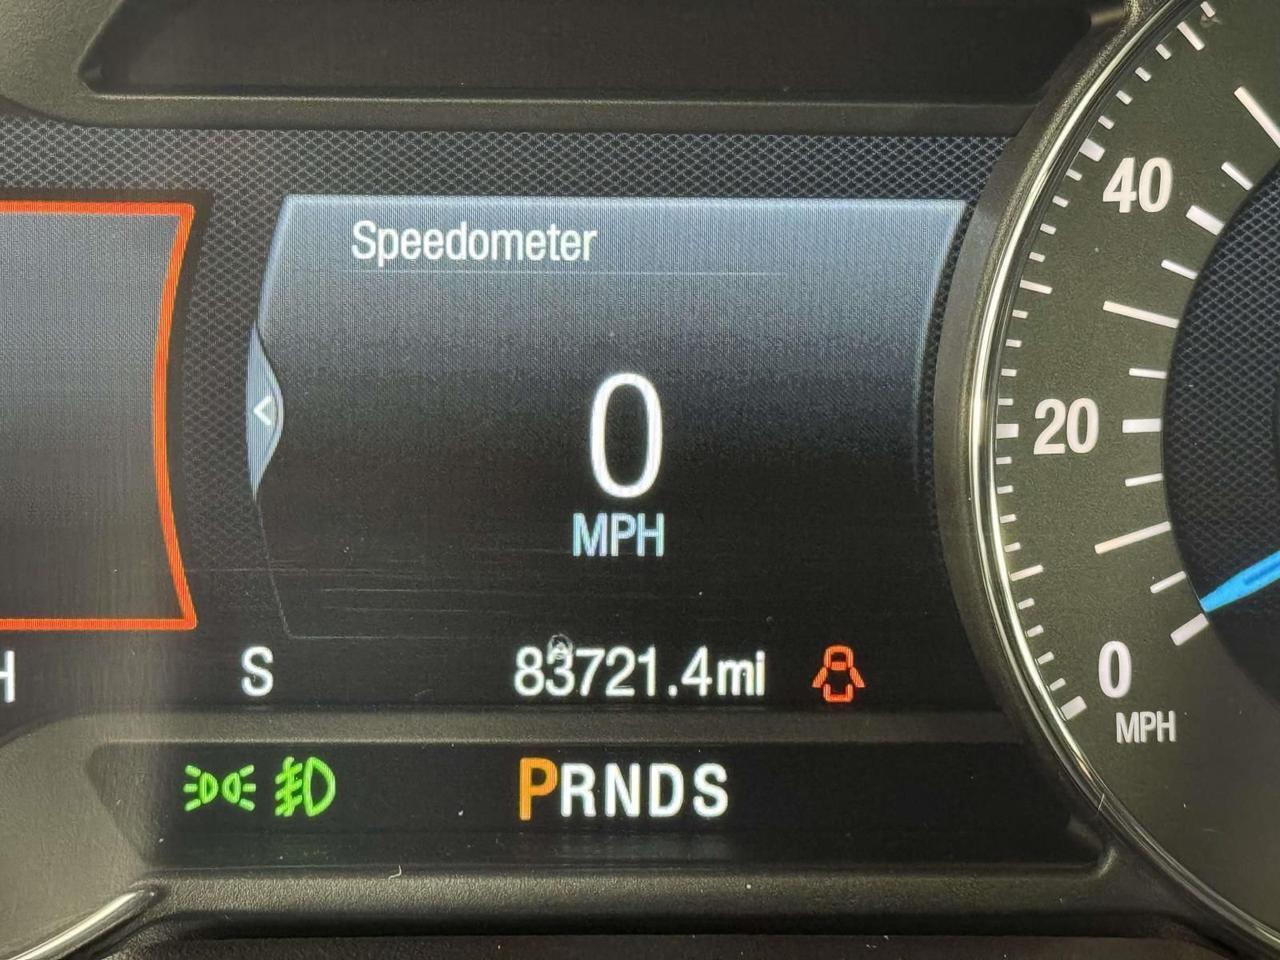 Speedometer
0
MPH
H
S
83721.4mi
PRNDS
40
20
0
MPH